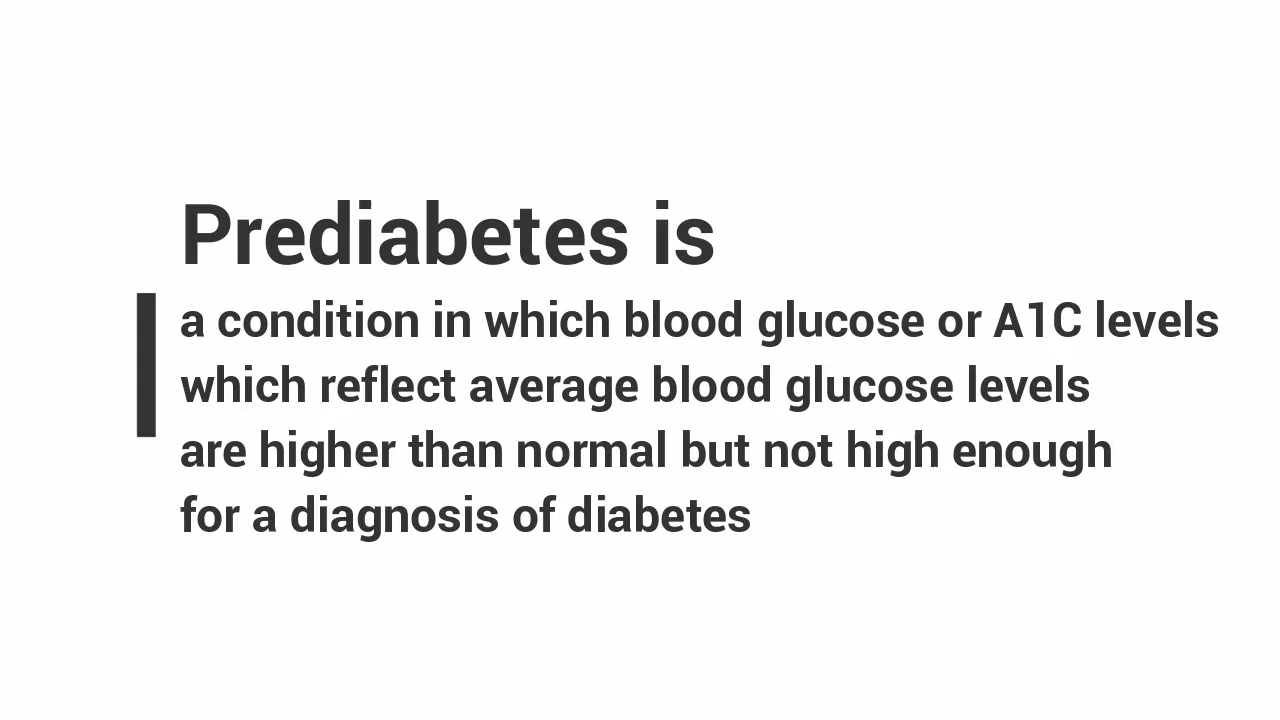 Prediabetes is
a condition in which blood glucose or A1C levels
which reflect average blood glucose levels
are higher than normal but not high enough
for a diagnosis of diabetes